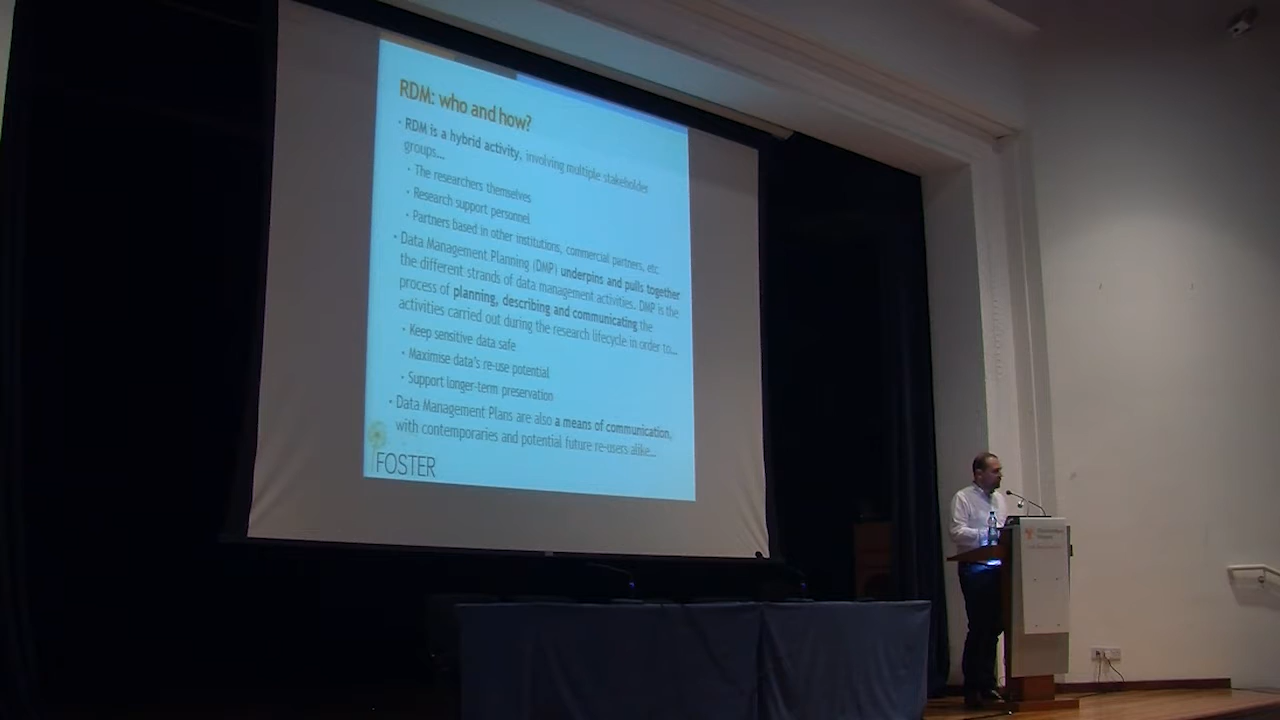 RDM: who and how?
• RDM is a hybrid activity, involving multiple stakeholder
groups...
• The researchers themselves
• Research support personnel
• Partners based in other institutions, commercial partners, etc
• Data Management Planning (DMP) underpins and pulls together
the different strands of data management activities. DMP is the
process of planning, describing and communicating the
activities carried out during the research lifecycle in order to...
• Keep sensitive data safe
• Maximise data's re-use potential
• Support longer-term preservation
• Data Management Plans are also a means of communication,
with contemporaries and potential future re-users alike...
FOSTER